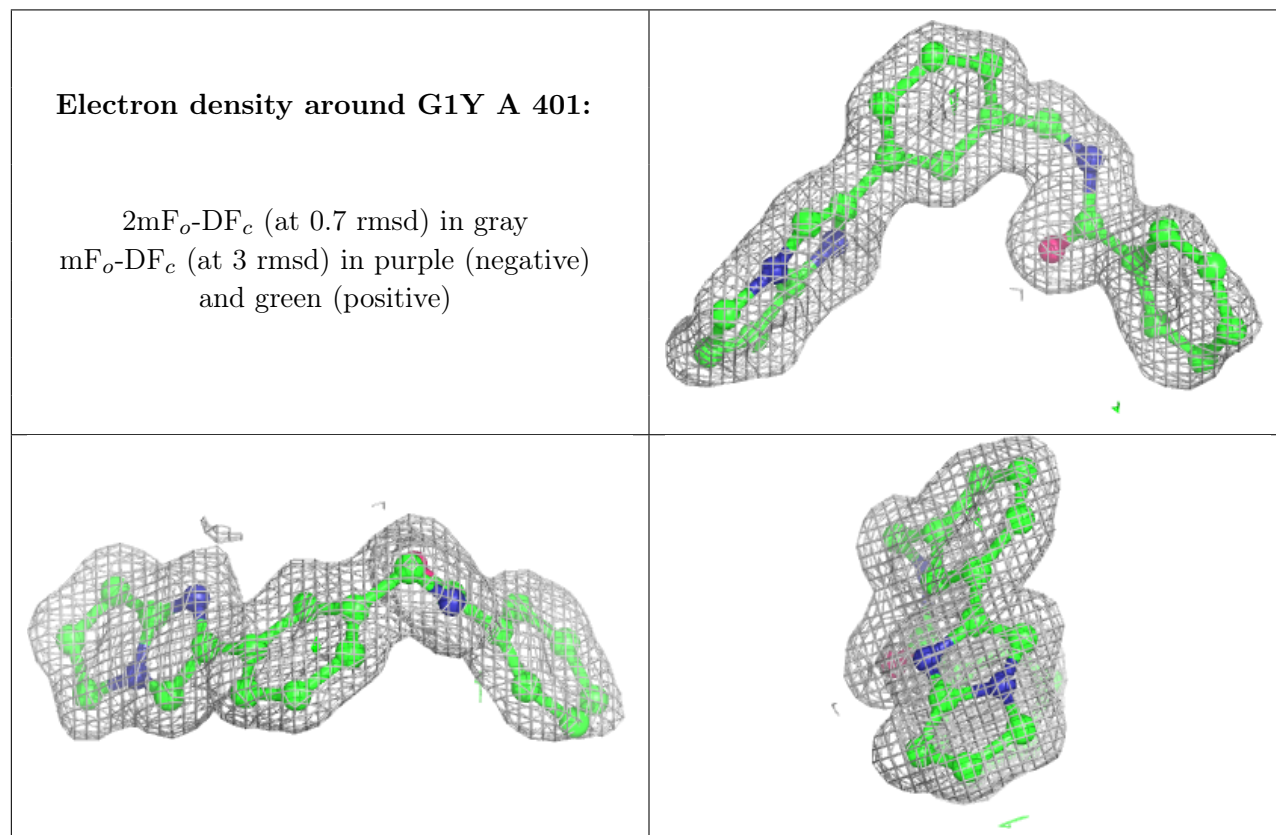 Electron density around G1Y A 401:
2mFₒ-DF𝒸 (at 0.7 rmsd) in gray
mFₒ-DF𝒸 (at 3 rmsd) in purple (negative)
and green (positive)